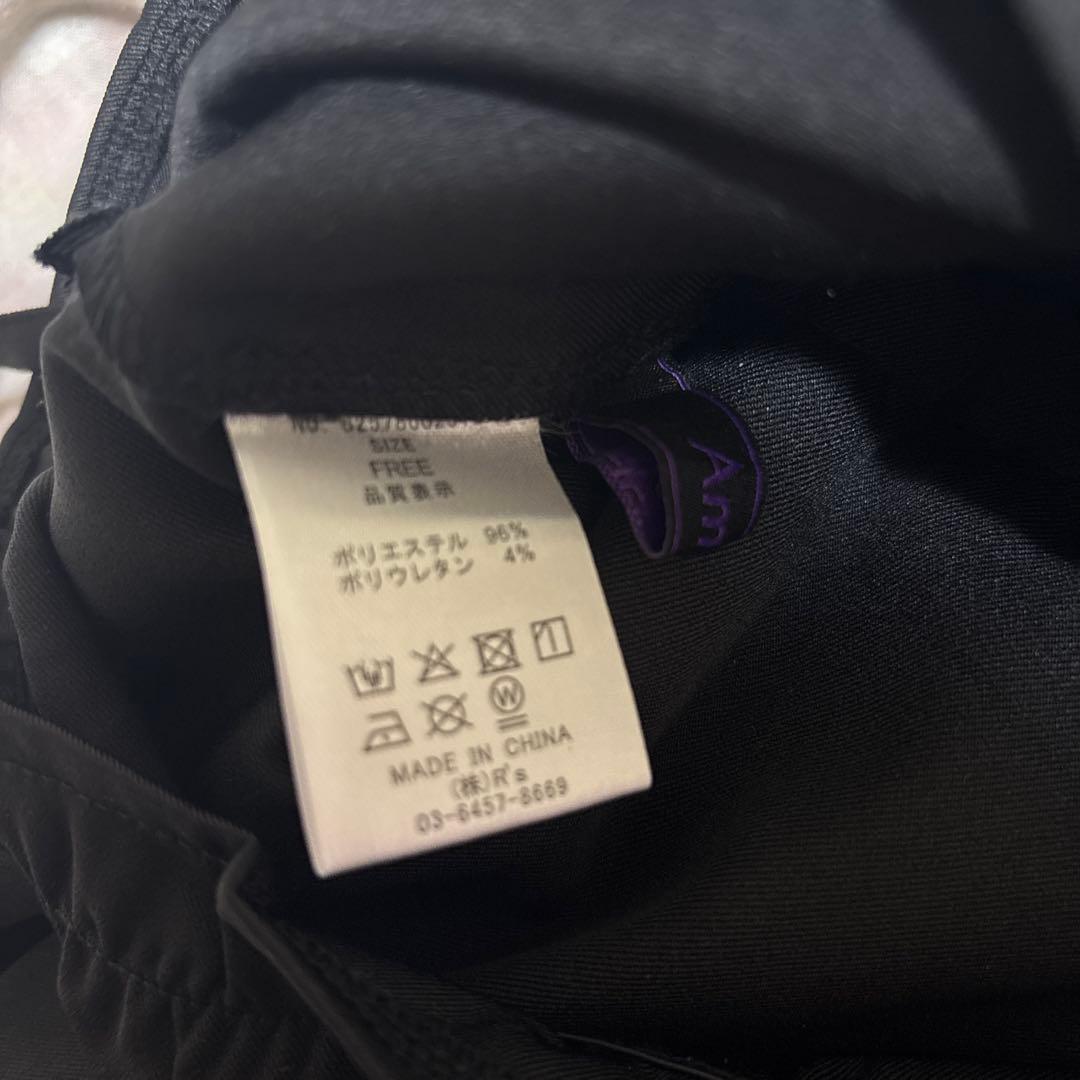 SIZE
FREE
品質表示
ポリエステル 96%
ポリウレタン 4%
W
MADE IN CHINA
(株)R's
03-6457-8669
Am